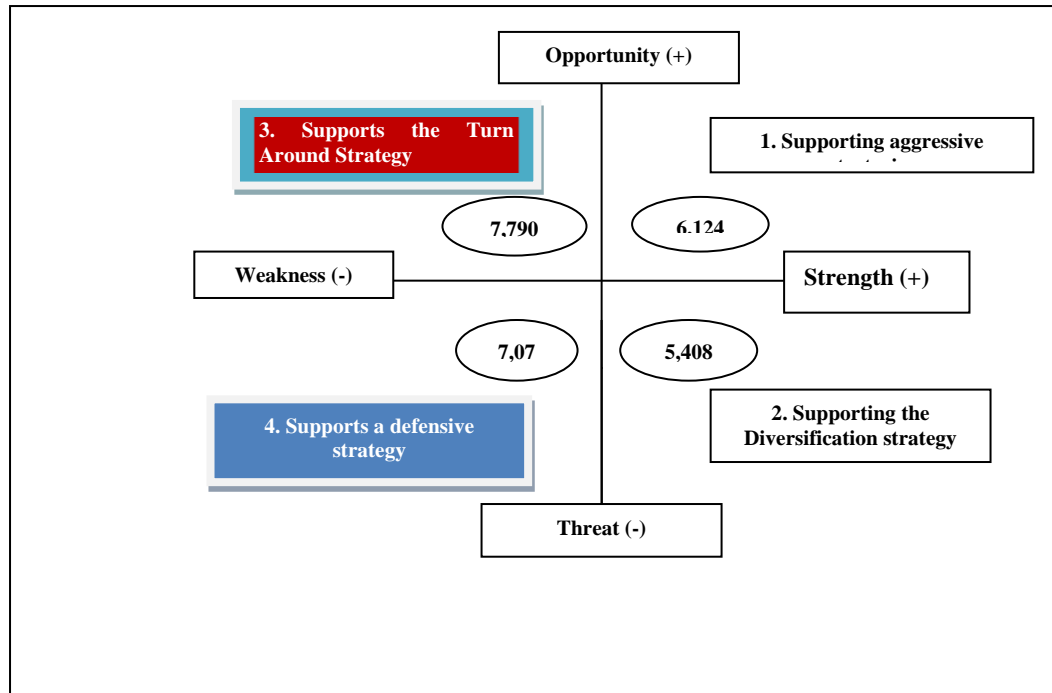 Opportunity (+)
3. Supports the Turn
Around Strategy
1. Supporting aggressive
7,790
6.124
Weakness (-)
Strength (+)
7,07
5,408
4. Supports a defensive
strategy
2. Supporting the
Diversification strategy
Threat (-)